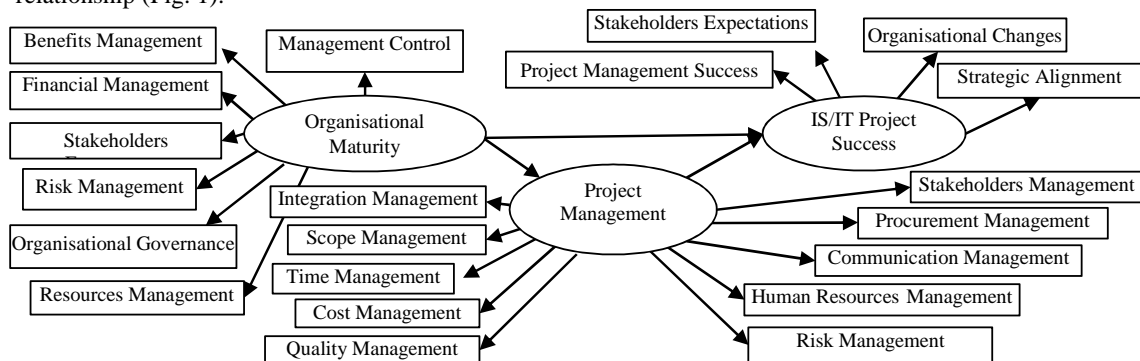 relationship (Fig. 1).
Stakeholders Expectations
Organisational Changes
Benefits Management
Management Control
Project Management Success
Strategic Alignment
Financial Management
Organisational
Maturity
IS/IT Project
Success
Stakeholders
Risk Management
Integration Management
Project
Management
Stakeholders Management
Procurement Management
Organisational Governance
Scope Management
Communication Management
Time Management
Resources Management
Human Resources Management
Cost Management
Quality Management
Risk Management